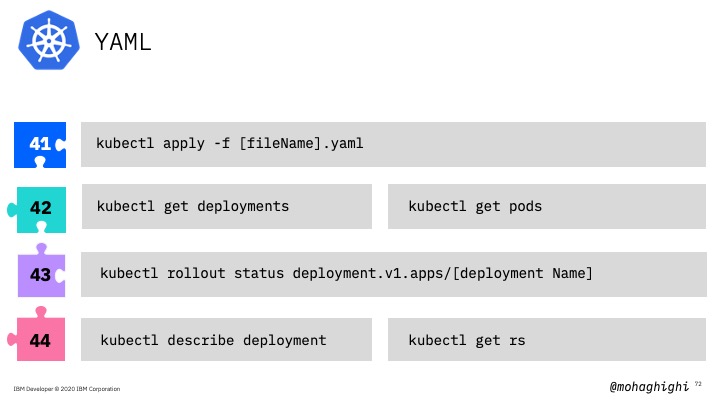 YAML
41
kubectl apply -f [fileName].yaml
42
kubectl get deployments
kubectl get pods
43
kubectl rollout status deployment.v1.apps/[deployment Name]
44
kubectl describe deployment
kubectl get rs
IBM Developer © 2020 IBM Corporation
@mohaghighi
72